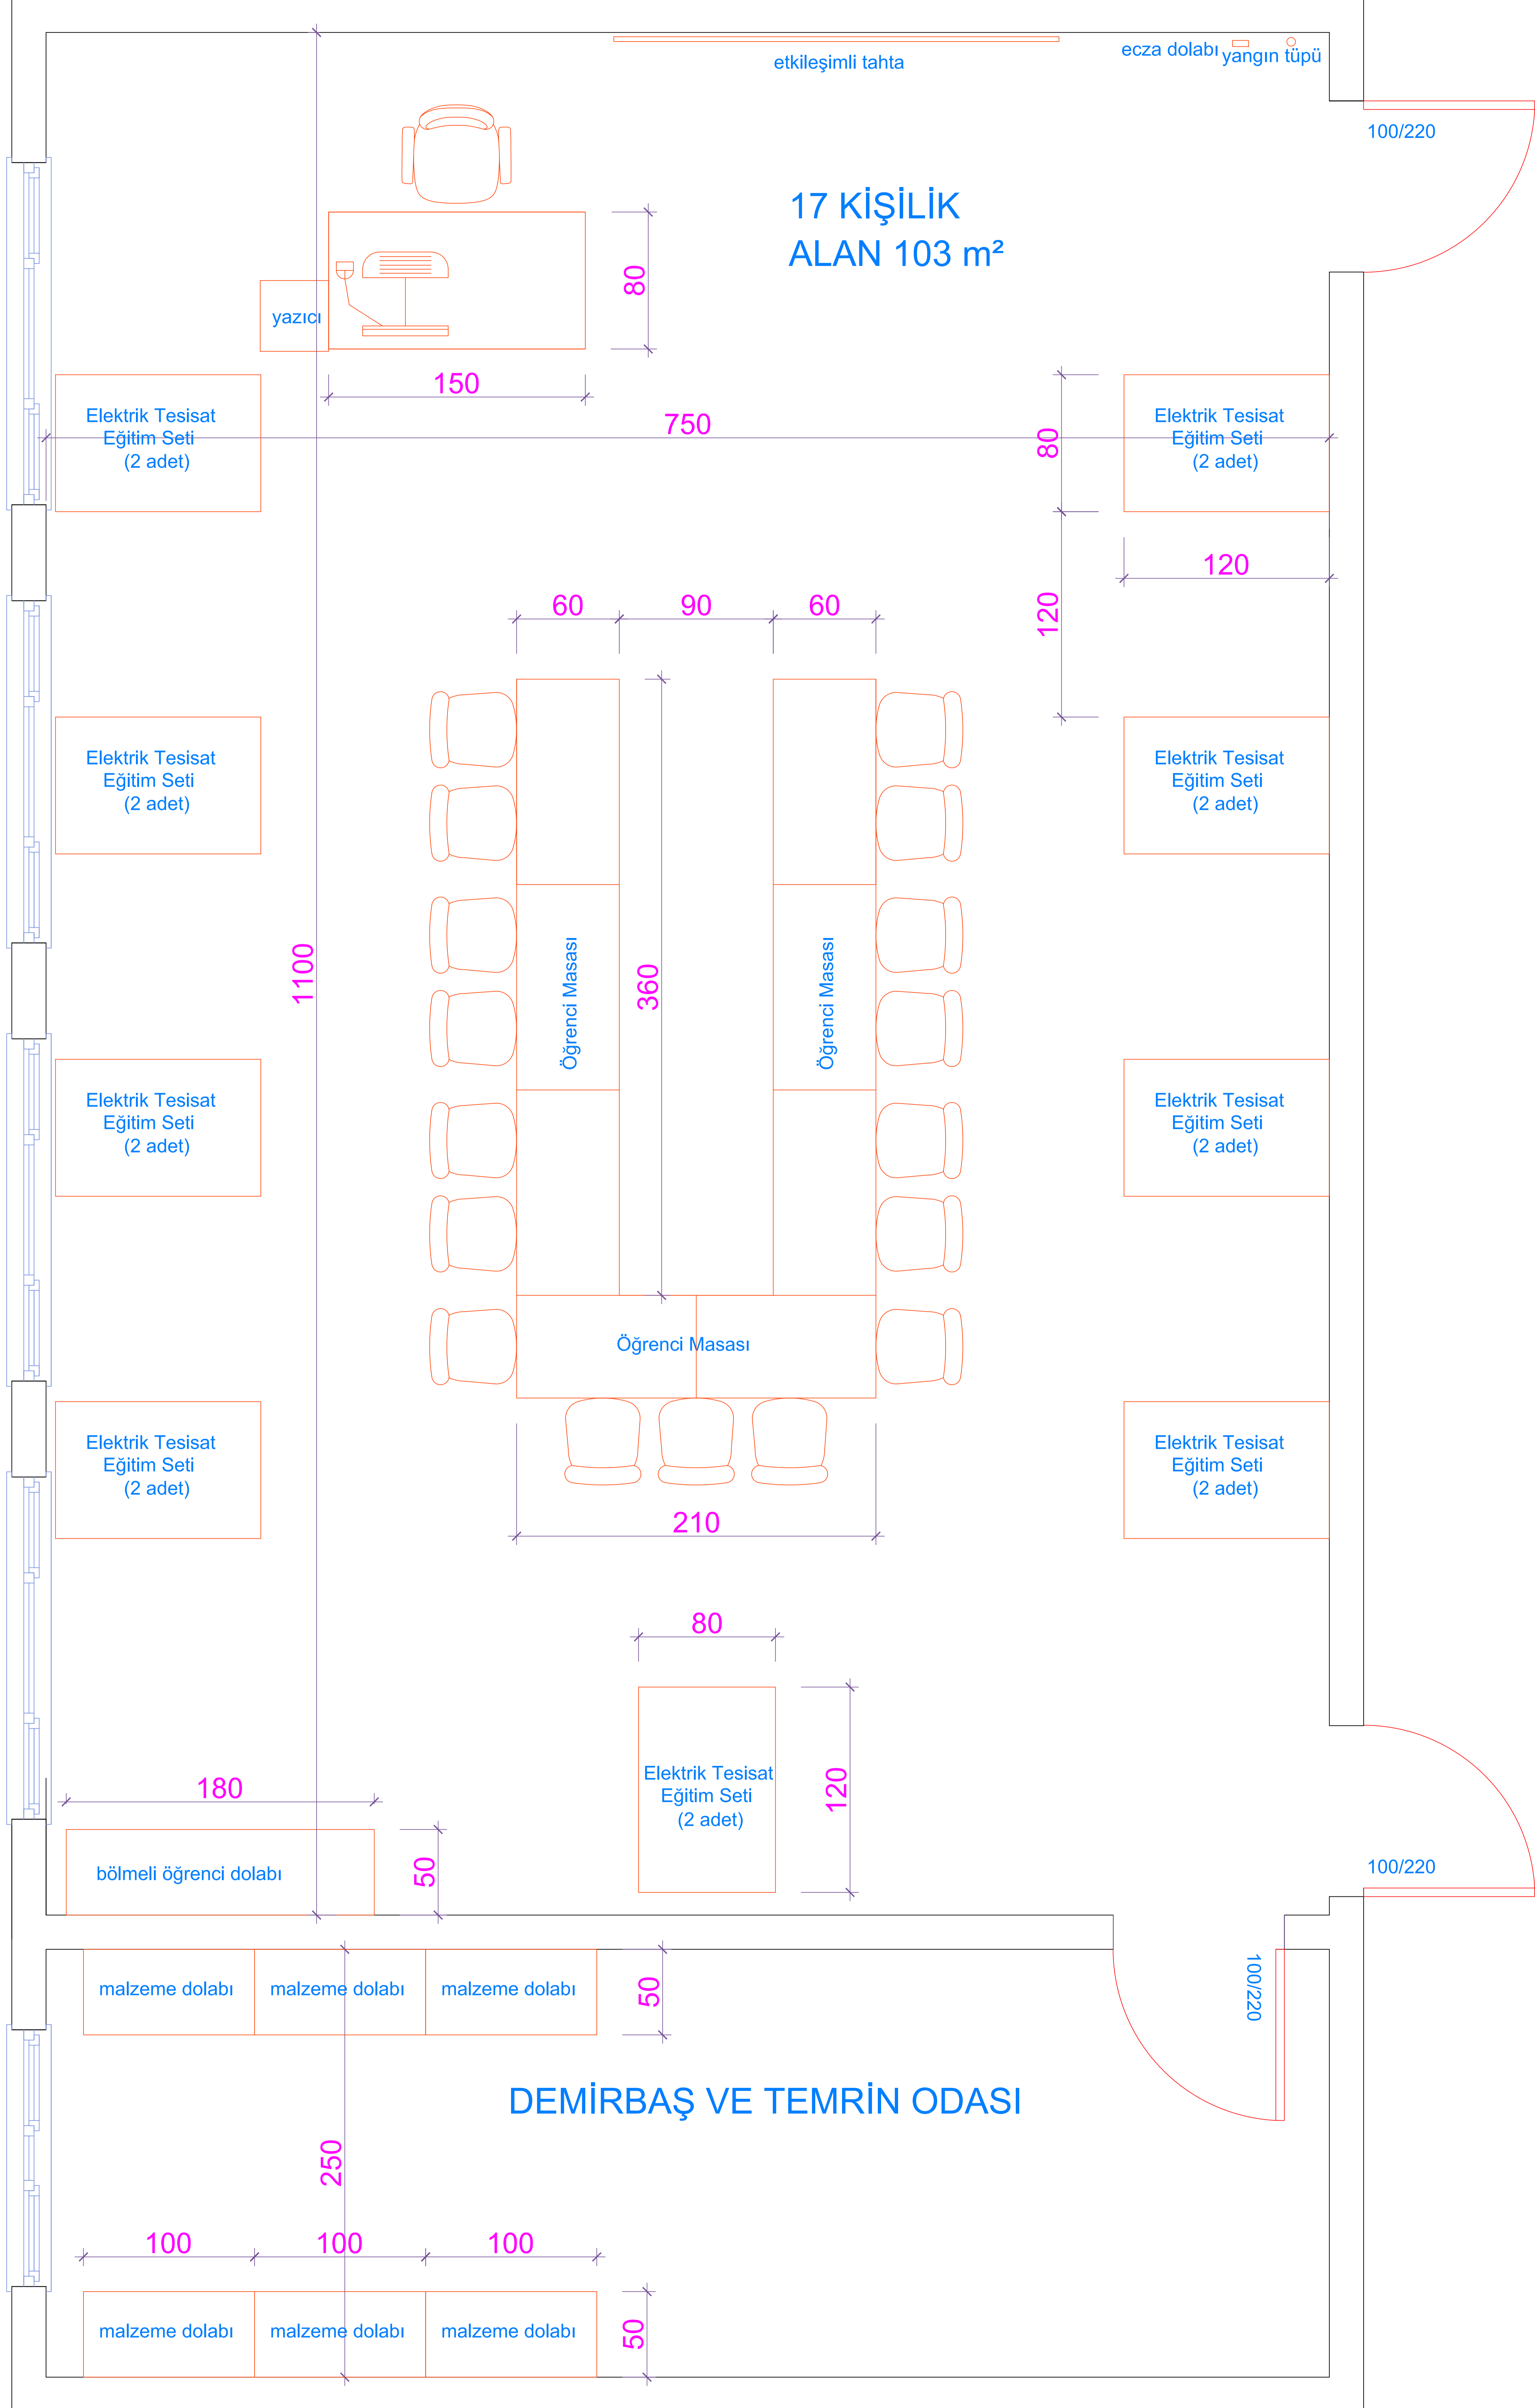 etkileşimli tahta
ecza dolabı
yangın tüpü
100/220
17 KİŞİLİK
ALAN 103 m²
80
yazıcı
150
750
Elektrik Tesisat
Eğitim Seti
(2 adet)
80
Elektrik Tesisat
Eğitim Seti
(2 adet)
120
60
90
60
120
Elektrik Tesisat
Eğitim Seti
(2 adet)
Elektrik Tesisat
Eğitim Seti
(2 adet)
1100
Öğrenci Masası
360
Öğrenci Masası
Elektrik Tesisat
Eğitim Seti
(2 adet)
Elektrik Tesisat
Eğitim Seti
(2 adet)
Öğrenci Masası
Elektrik Tesisat
Eğitim Seti
(2 adet)
Elektrik Tesisat
Eğitim Seti
(2 adet)
210
80
Elektrik Tesisat
Eğitim Seti
(2 adet)
120
180
bölmeli öğrenci dolabı
50
100/220
malzeme dolabı
malzeme dolabı
malzeme dolabı
50
100/220
DEMİRBAŞ VE TEMRİN ODASI
250
100
100
100
malzeme dolabı
malzeme dolabı
malzeme dolabı
50